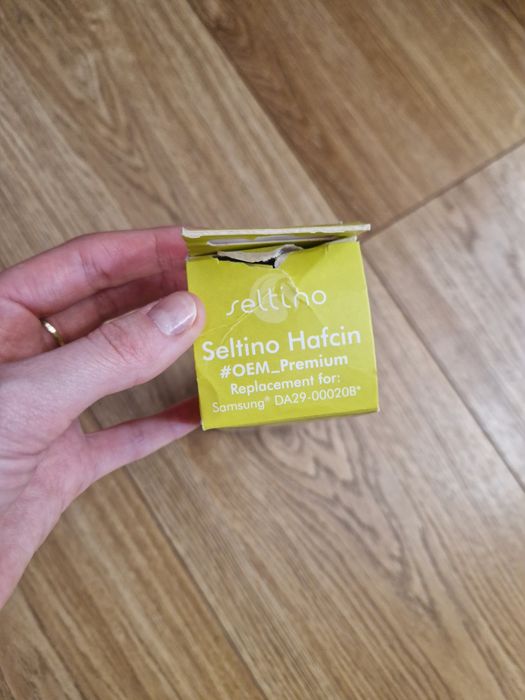 seltino
Seltino Hafcin
#OEM_Premium
Replacement for:
Samsung® DA29-00020B*